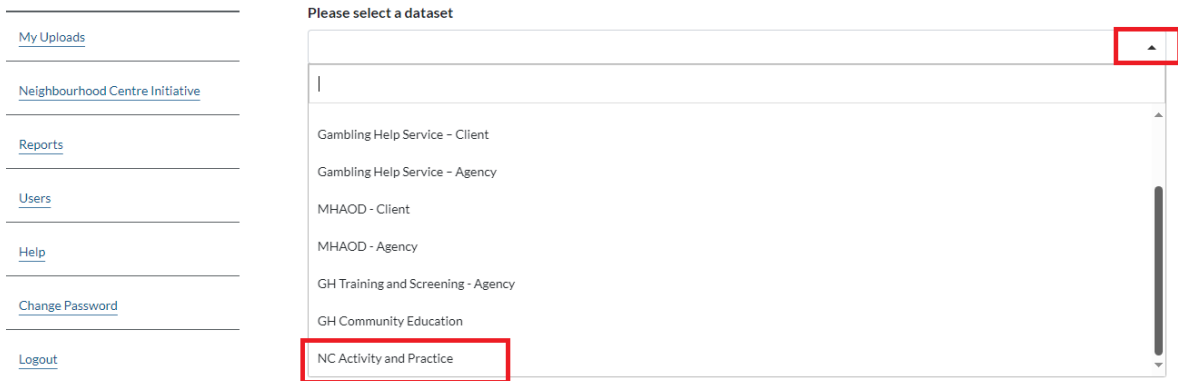 My Uploads
Neighbourhood Centre Initiative
Reports
Users
Help
Change Password
Logout
Please select a dataset
Gambling Help Service – Client
Gambling Help Service – Agency
MHAOD - Client
MHAOD - Agency
GH Training and Screening - Agency
GH Community Education
NC Activity and Practice